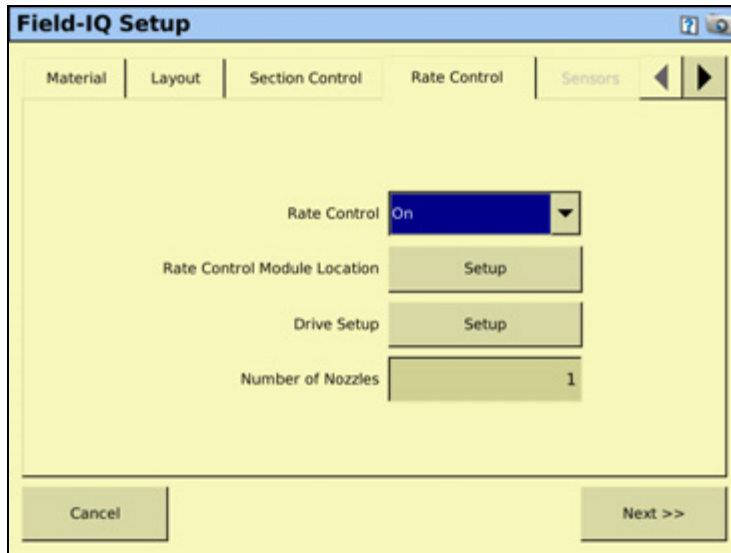 Field-IQ Setup
?
Material Layout Section Control Rate Control Sensors
Rate Control On
Rate Control Module Location Setup
Drive Setup Setup
Number of Nozzles 1
Cancel Next >>